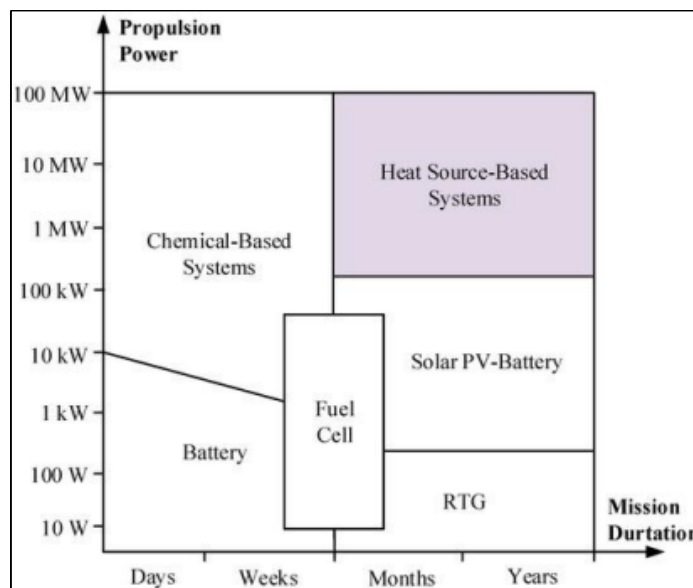 Propulsion
Power
100 MW
10 MW
1 MW
100 kW
10 kW
1 kW
100 W
10 W
Heat Source-Based
Systems
Chemical-Based
Systems
Solar PV-Battery
Fuel
Cell
Battery
RTG
Mission
Durtation
Days
Weeks
Months
Years